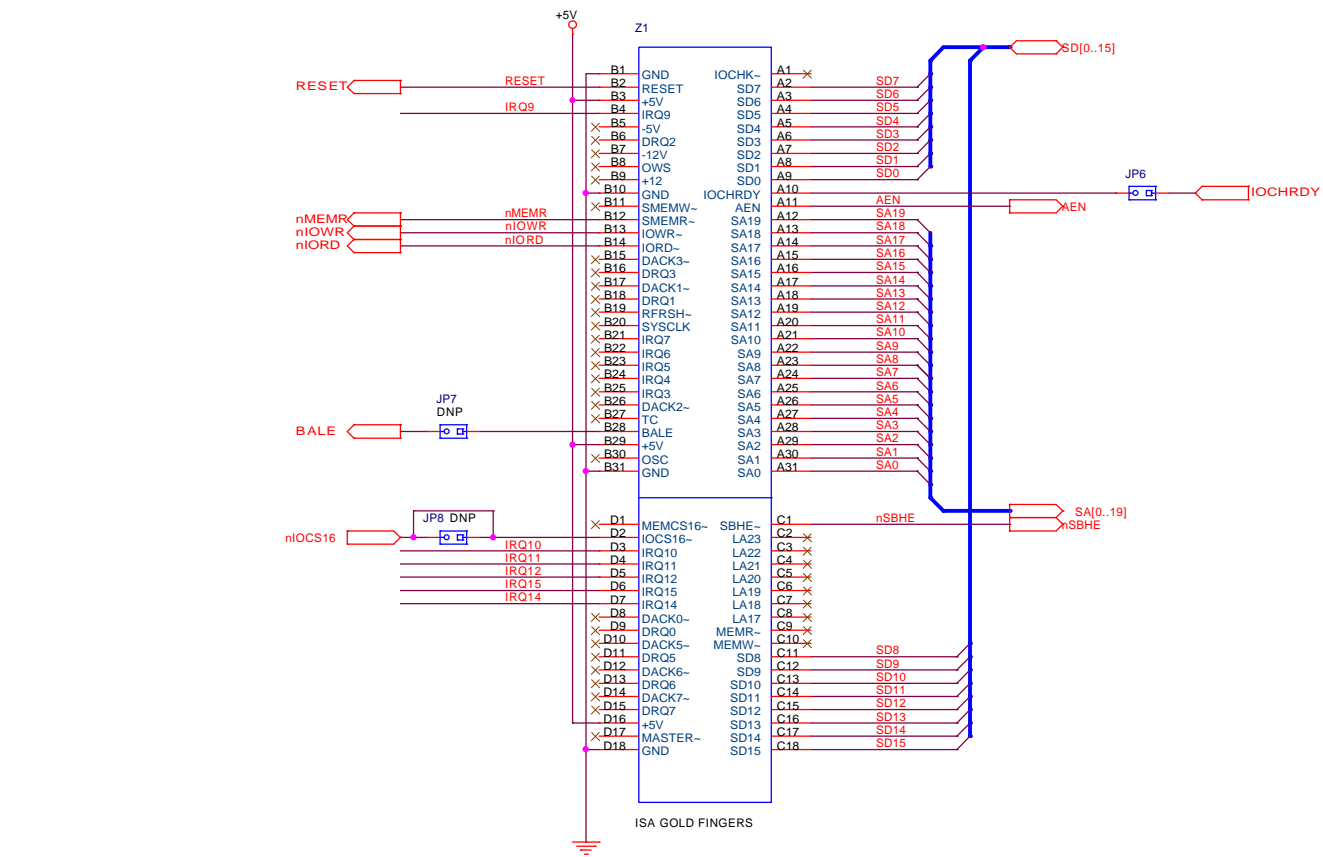 +5V
Z1
SD[0..15]
B1 GND IOCHK~ A1
RESET RESET B2 RESET SD7 A2 SD7
B3 +5V SD6 A3 SD6
IRQ9 B4 IRQ9 SD5 A4 SD5
B5 -5V SD4 A5 SD4
B6 DRQ2 SD3 A6 SD3
B7 -12V SD2 A7 SD2
B8 OWS SD1 A8 SD1
B9 +12 SD0 A9 SD0
JP6
B10 GND IOCHRDY A10 IOCHRDY
B11 SMEMW~ AEN A11 AEN AEN
nMEMR nMEMR B12 SMEMR~ SA19 A12 SA19
nIOWR nIOWR B13 IOWR~ SA18 A13 SA18
nIORD nIORD B14 IORD~ SA17 A14 SA17
B15 DACK3~ SA16 A15 SA16
B16 DRQ3 SA15 A16 SA15
B17 DACK1~ SA14 A17 SA14
B18 DRQ1 SA13 A18 SA13
B19 RFRSH~ SA12 A19 SA12
B20 SYSCLK SA11 A20 SA11
B21 IRQ7 SA10 A21 SA10
B22 IRQ6 SA9 A22 SA9
B23 IRQ5 SA8 A23 SA8
B24 IRQ4 SA7 A24 SA7
B25 IRQ3 SA6 A25 SA6
JP7
B26 DACK2~ SA5 A26 SA5
DNP
B27 TC SA4 A27 SA4
BALE B28 BALE SA3 A28 SA3
B29 +5V SA2 A29 SA2
B30 OSC SA1 A30 SA1
B31 GND SA0 A31 SA0
SA[0..19]
JP8 DNP
D1 MEMCS16~ SBHE~ C1 nSBHE nSBHE
nIOCS16 D2 IOCS16~ LA23 C2
IRQ10 D3 IRQ10 LA22 C3
IRQ11 D4 IRQ11 LA21 C4
IRQ12 D5 IRQ12 LA20 C5
IRQ15 D6 IRQ15 LA19 C6
IRQ14 D7 IRQ14 LA18 C7
D8 DACK0~ LA17 C8
D9 DRQ0 MEMR~ C9
D10 DACK5~ MEMW~ C10
D11 DRQ5 SD8 C11 SD8
D12 DACK6~ SD9 C12 SD9
D13 DRQ6 SD10 C13 SD10
D14 DACK7~ SD11 C14 SD11
D15 DRQ7 SD12 C15 SD12
D16 +5V SD13 C16 SD13
D17 MASTER~ SD14 C17 SD14
D18 GND SD15 C18 SD15
ISA GOLD FINGERS